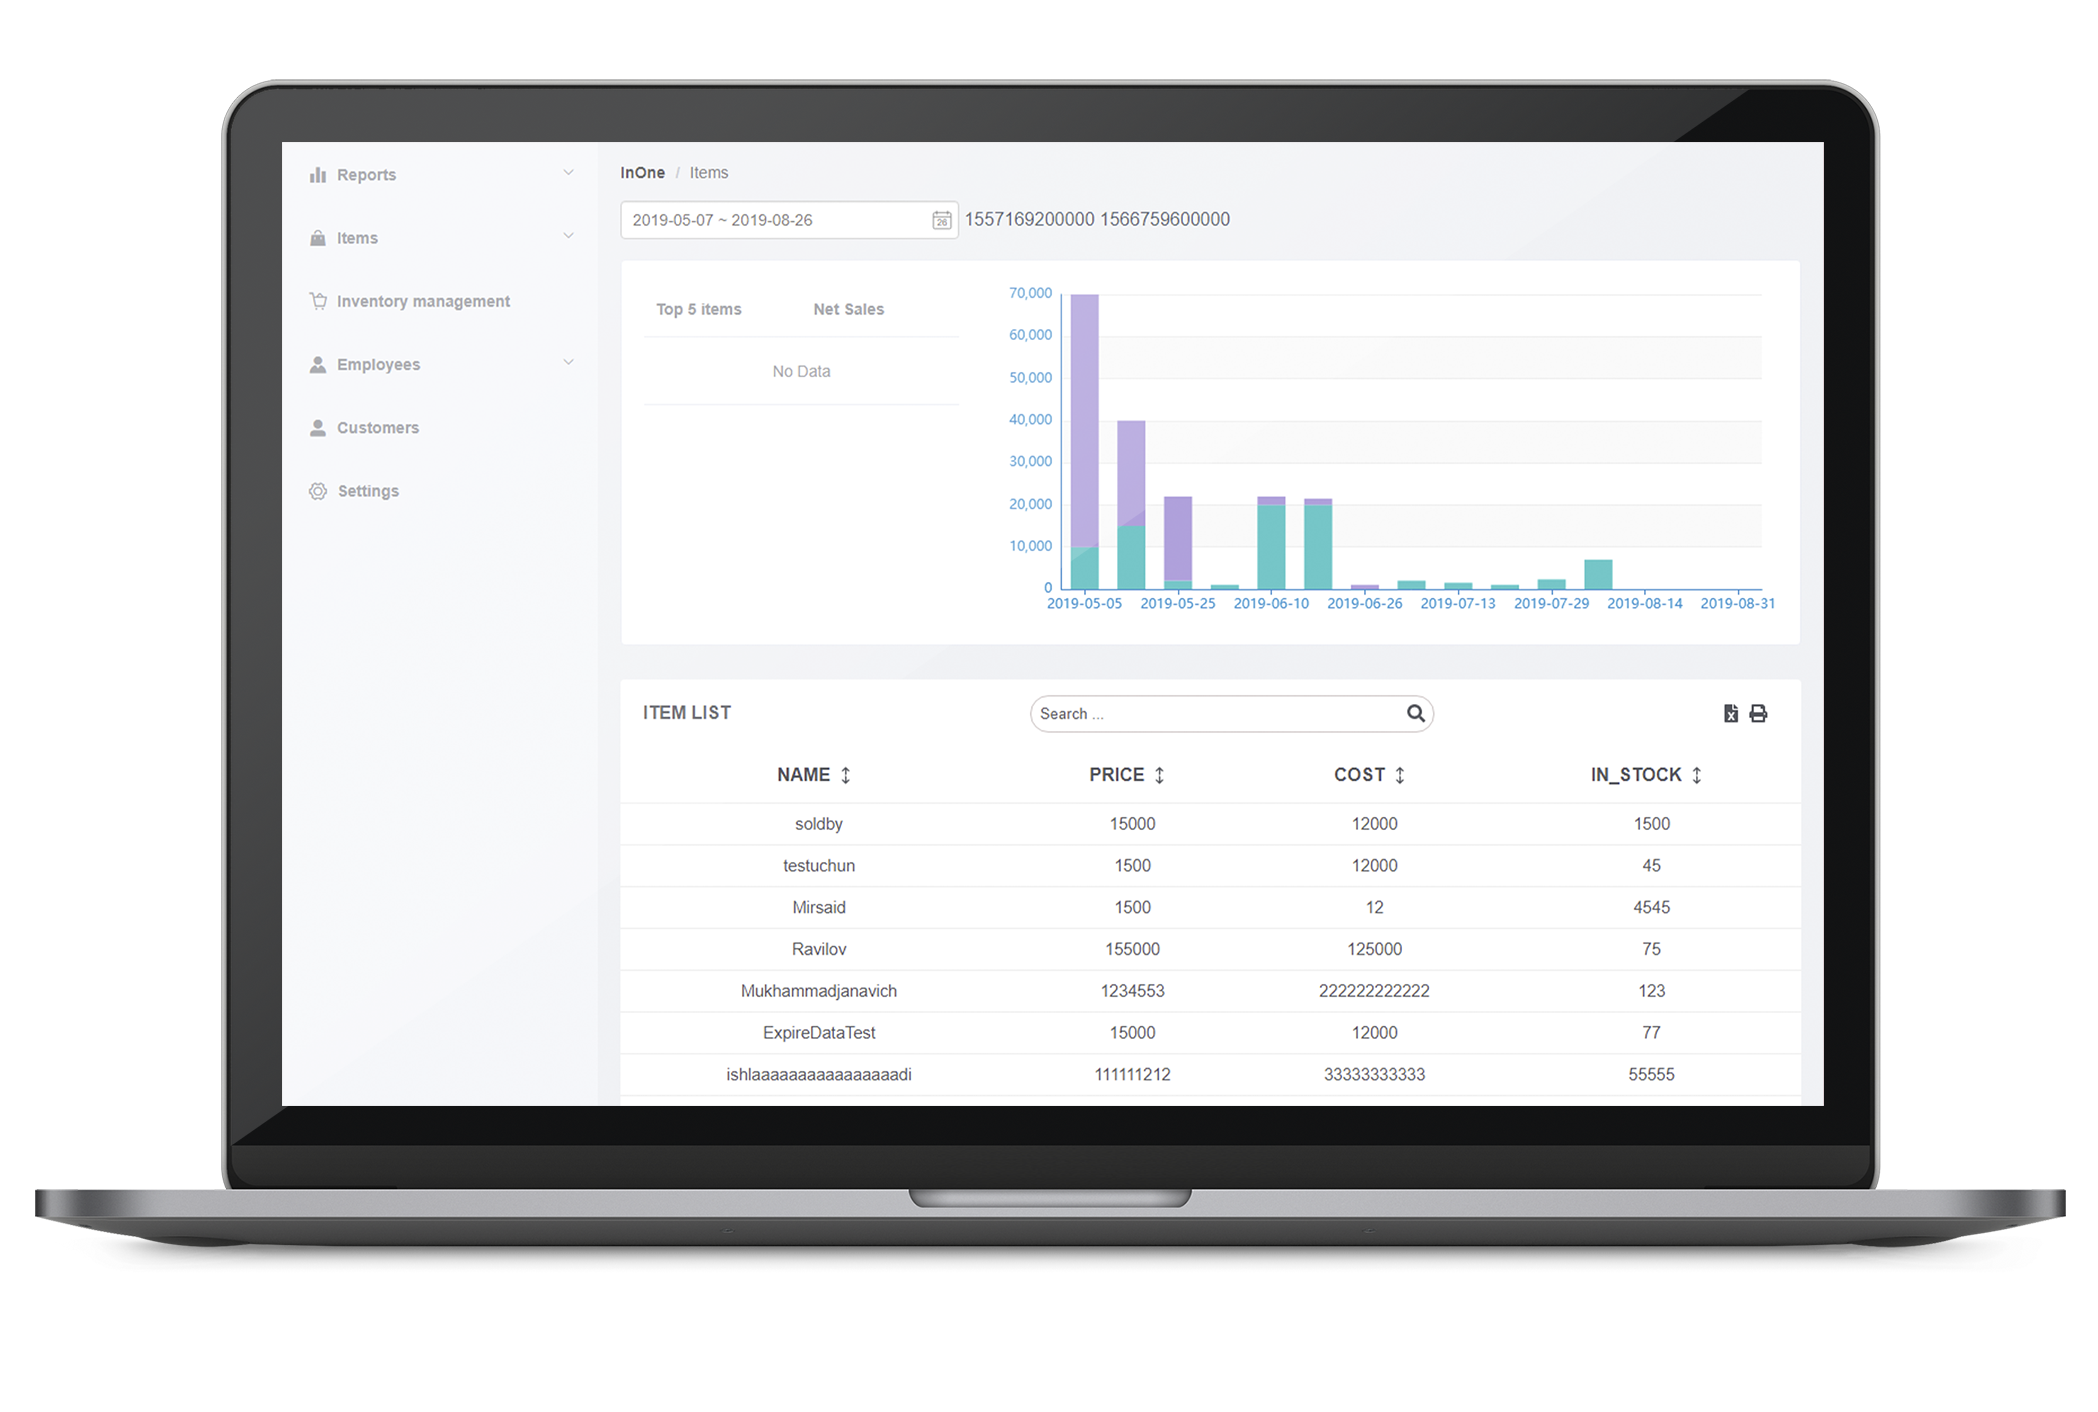 Reports
Items
Inventory management
Employees
Customers
Settings
InOne / Items
2019-05-07 ~ 2019-08-26 26 1557169200000 1566759600000
Top 5 items Net Sales
No Data
70,000
60,000
50,000
40,000
30,000
20,000
10,000
0
2019-05-05 2019-05-25 2019-06-10 2019-06-26 2019-07-13 2019-07-29 2019-08-14 2019-08-31
ITEM LIST Search ...
NAME PRICE COST IN_STOCK
soldby 15000 12000 1500
testuchun 1500 12000 45
Mirsaid 1500 12 4545
Ravilov 155000 125000 75
Mukhammadjanavich 1234553 222222222222 123
ExpireDataTest 15000 12000 77
ishlaaaaaaaaaaaaaaaadi 111111212 33333333333 55555